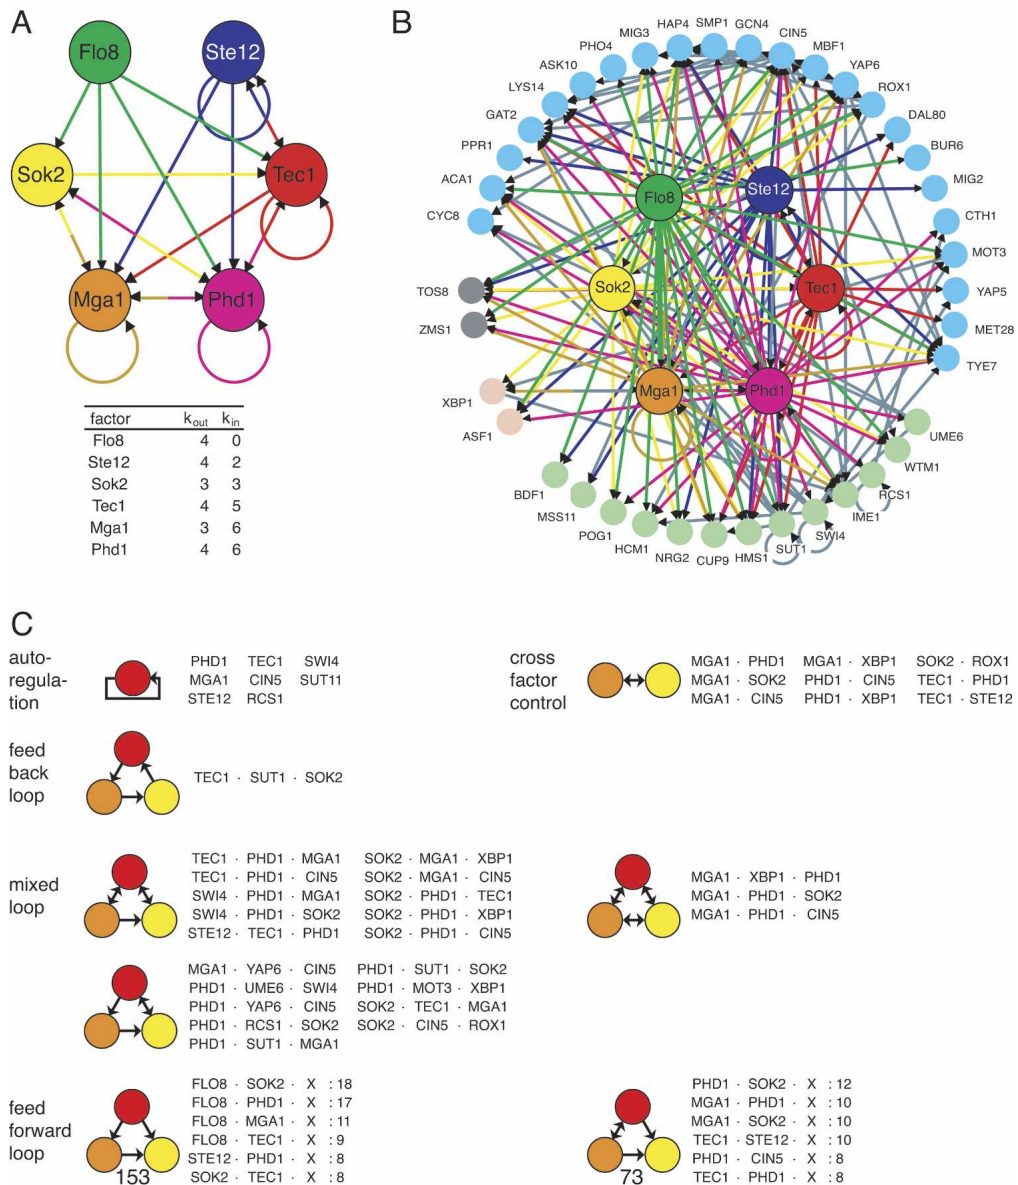 A
Flo8
Ste12
Sok2
Tec1
Mga1
Phd1
factor kout kin
Flo8 4 0
Ste12 4 2
Sok2 3 3
Tec1 4 5
Mga1 3 6
Phd1 4 6
B
HAP4
SMP1
GCN4
CIN5
MBF1
YAP6
ROX1
DAL80
BUR6
MIG2
CTH1
MOT3
YAP5
MET28
TYE7
UME6
WTM1
RCS1
IME1
SWI4
SUT1
HMS1
CUP9
NRG2
HCM1
POG1
MSS11
BDF1
ASF1
XBP1
ZMS1
TOS8
CYC8
ACA1
PPR1
GAT2
LYS14
ASK10
PHO4
MIG3
Flo8
Ste12
Sok2
Tec1
Mga1
Phd1
C
auto-
regula-
tion
PHD1 TEC1 SWI4
MGA1 CIN5 SUT11
STE12 RCS1
cross
factor
control
MGA1 · PHD1 MGA1 · XBP1 SOK2 · ROX1
MGA1 · SOK2 PHD1 · CIN5 TEC1 · PHD1
MGA1 · CIN5 PHD1 · XBP1 TEC1 · STE12
feed
back
loop
TEC1 · SUT1 · SOK2
mixed
loop
TEC1 · PHD1 · MGA1 SOK2 · MGA1 · XBP1
TEC1 · PHD1 · CIN5 SOK2 · MGA1 · CIN5
SWI4 · PHD1 · MGA1 SOK2 · PHD1 · TEC1
SWI4 · PHD1 · SOK2 SOK2 · PHD1 · XBP1
STE12 · TEC1 · PHD1 SOK2 · PHD1 · CIN5
MGA1 · XBP1 · PHD1
MGA1 · PHD1 · SOK2
MGA1 · PHD1 · CIN5
MGA1 · YAP6 · CIN5 PHD1 · SUT1 · SOK2
PHD1 · UME6 · SWI4 PHD1 · MOT3 · XBP1
PHD1 · YAP6 · CIN5 SOK2 · TEC1 · MGA1
PHD1 · RCS1 · SOK2 SOK2 · CIN5 · ROX1
PHD1 · SUT1 · MGA1
feed
forward
loop
153
FLO8 · SOK2 · X : 18
FLO8 · PHD1 · X : 17
FLO8 · MGA1 · X : 11
FLO8 · TEC1 · X : 9
STE12 · PHD1 · X : 8
SOK2 · TEC1 · X : 8
73
PHD1 · SOK2 · X : 12
MGA1 · PHD1 · X : 10
MGA1 · SOK2 · X : 10
TEC1 · STE12 · X : 10
PHD1 · CIN5 · X : 8
TEC1 · PHD1 · X : 8